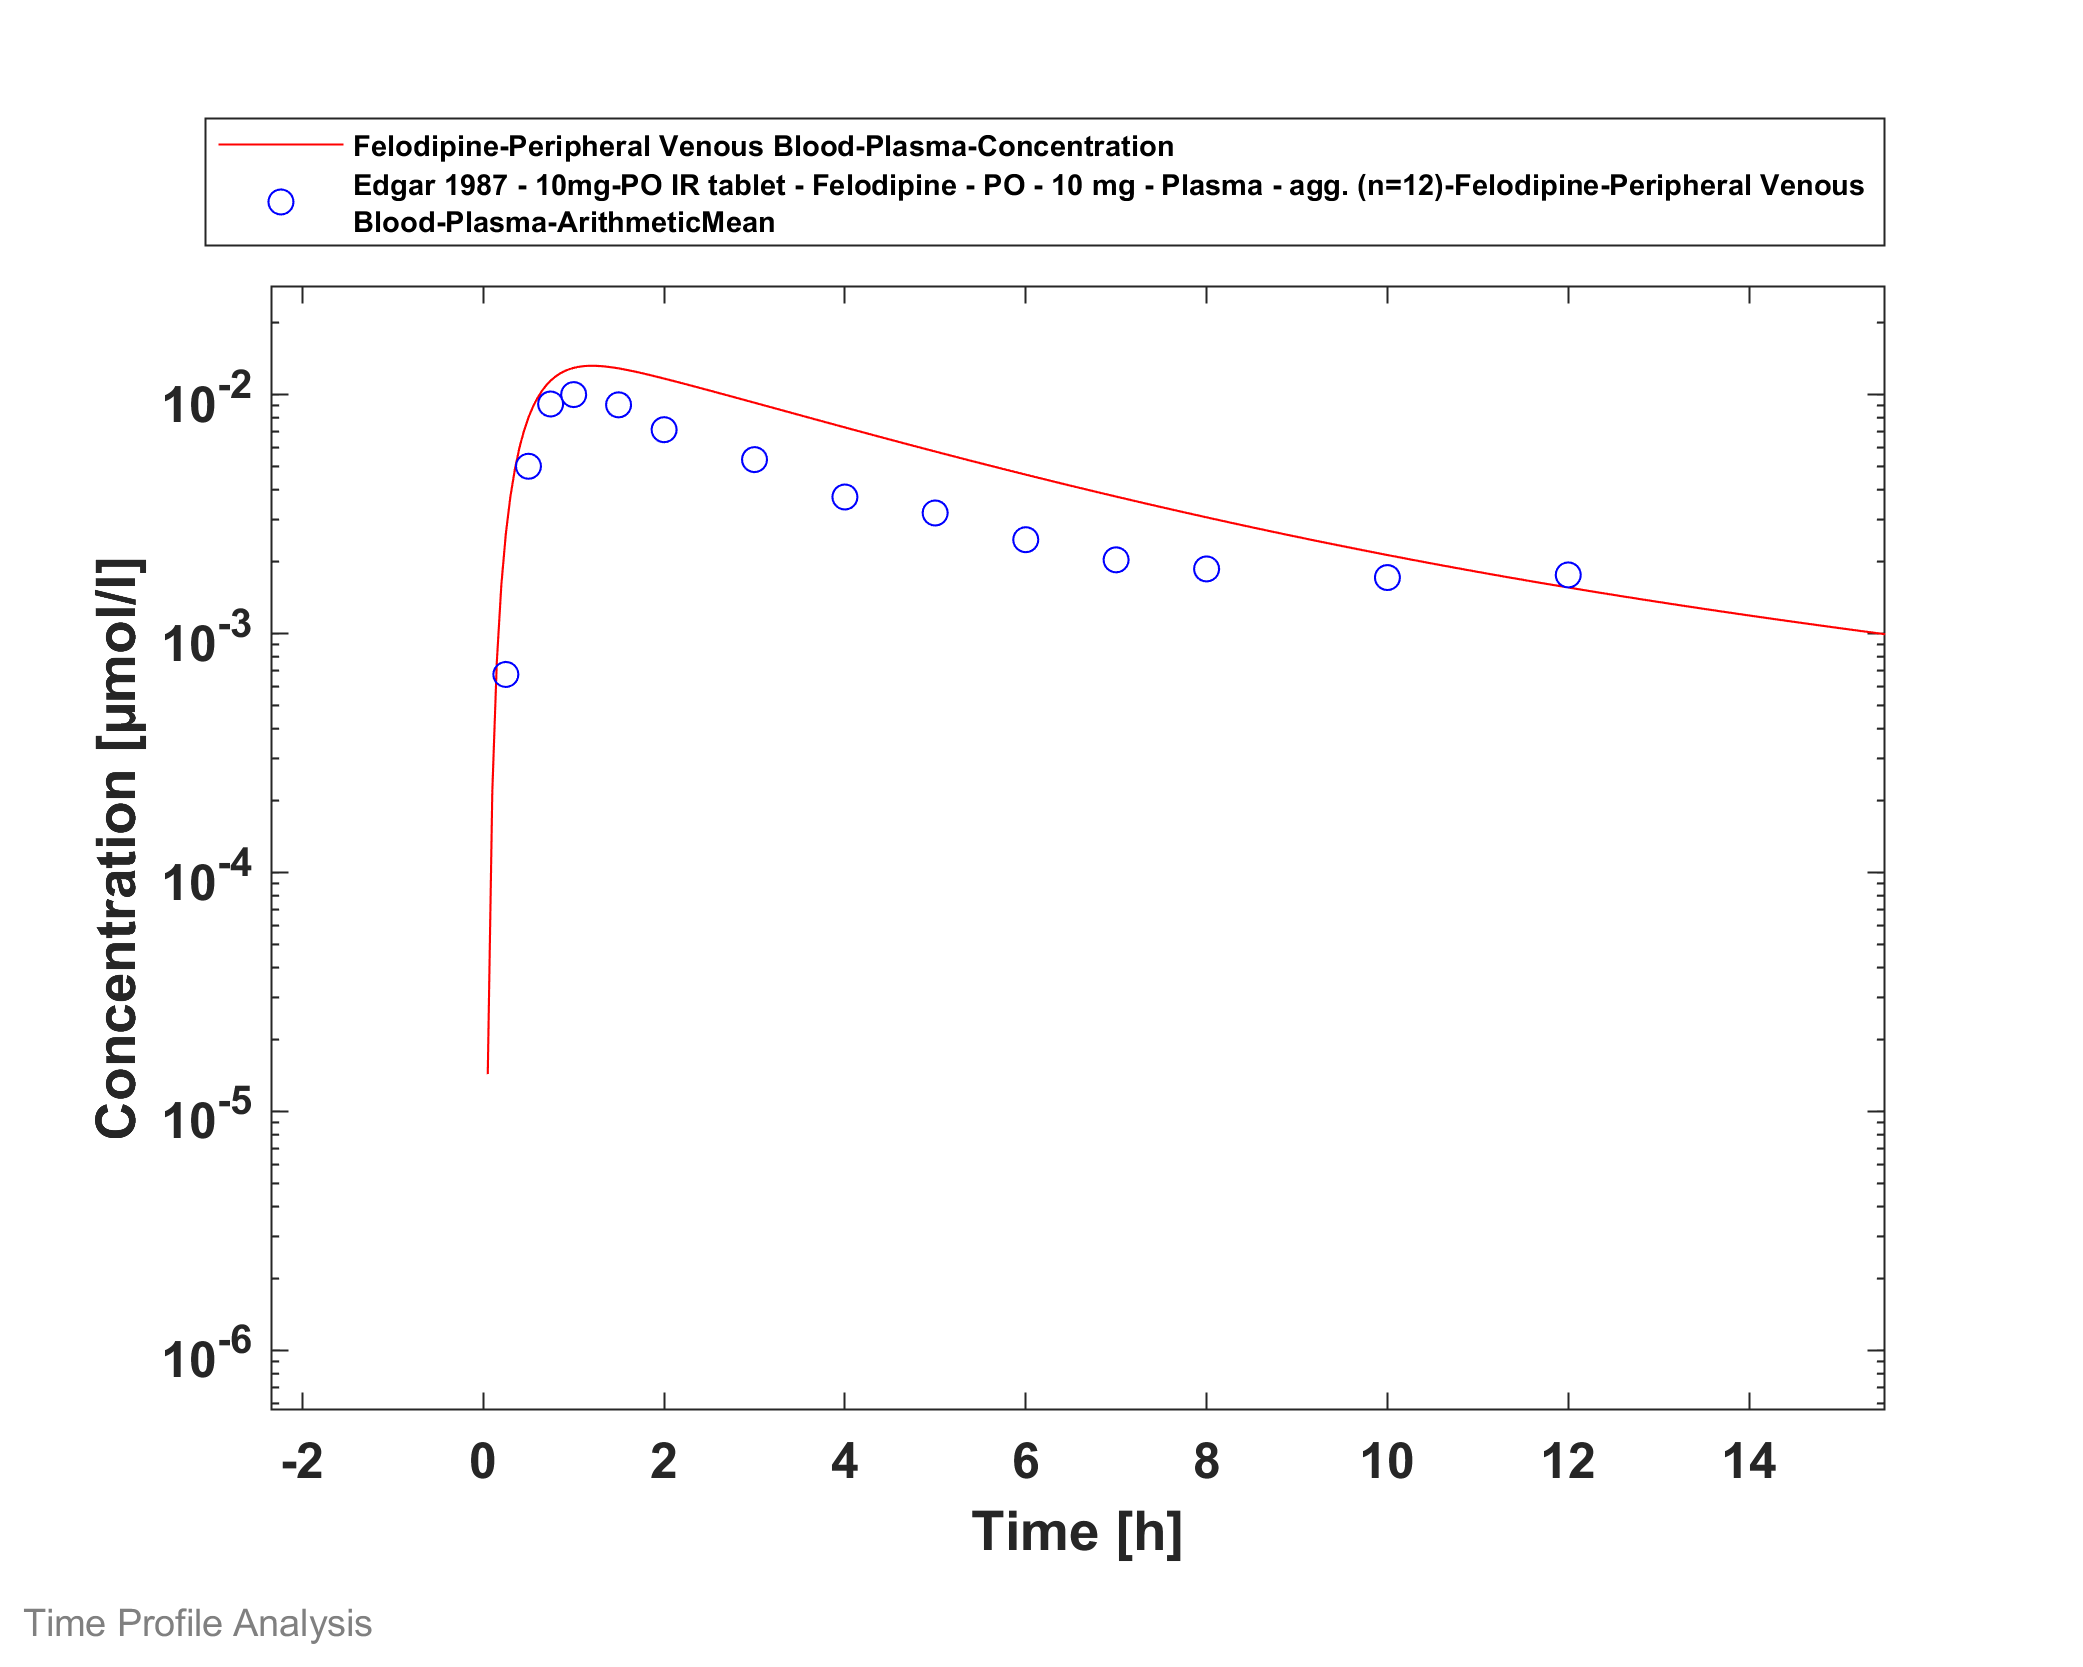 Felodipine-Peripheral Venous Blood-Plasma-Concentration
Edgar 1987 - 10mg-PO IR tablet - Felodipine - PO - 10 mg - Plasma - agg. (n=12)-Felodipine-Peripheral Venous
Blood-Plasma-ArithmeticMean
10^-2
10^-3
10^-4
10^-5
10^-6
Concentration [µmol/l]
-2 0 2 4 6 8 10 12 14
Time [h]
Time Profile Analysis